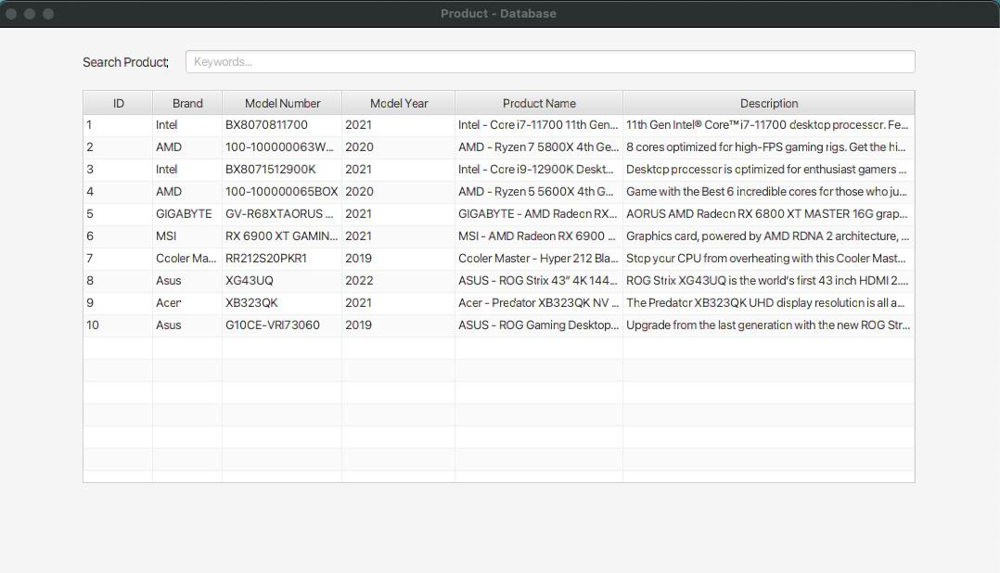 Product - Database
Search Product: Keywords...
ID Brand Model Number Model Year Product Name Description
1 Intel BX8070811700 2021 Intel - Core i7-11700 11th Gen... 11th Gen Intel® Core™ i7-11700 desktop processor. Fe...
2 AMD 100-100000063W... 2020 AMD - Ryzen 7 5800X 4th Ge... 8 cores optimized for high-FPS gaming rigs. Get the hi...
3 Intel BX8071512900K 2021 Intel - Core i9-12900K Deskt... Desktop processor is optimized for enthusiast gamers ...
4 AMD 100-100000065BOX 2020 AMD - Ryzen 5 5600X 4th G... Game with the Best 6 incredible cores for those who ju...
5 GIGABYTE GV-R68XTAORUS ... 2021 GIGABYTE - AMD Radeon RX... AORUS AMD Radeon RX 6800 XT MASTER 16G grap...
6 MSI RX 6900 XT GAMIN... 2021 MSI - AMD Radeon RX 6900 ... Graphics card, powered by AMD RDNA 2 architecture, ...
7 Cooler Ma... RR212S20PKR1 2019 Cooler Master - Hyper 212 Bla... Stop your CPU from overheating with this Cooler Mast...
8 Asus XG43UQ 2022 ASUS - ROG Strix 43" 4K 144... ROG Strix XG43UQ is the world's first 43 inch HDMI 2....
9 Acer XB323QK 2021 Acer - Predator XB323QK NV ... The Predator XB323QK UHD display resolution is all a...
10 Asus G10CE-VRI73060 2019 ASUS - ROG Gaming Desktop... Upgrade from the last generation with the new ROG Str...